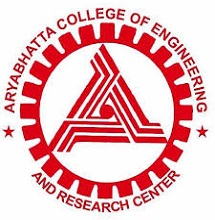 ARYABHATTA COLLEGE OF ENGINEERING
AND RESEARCH CENTER